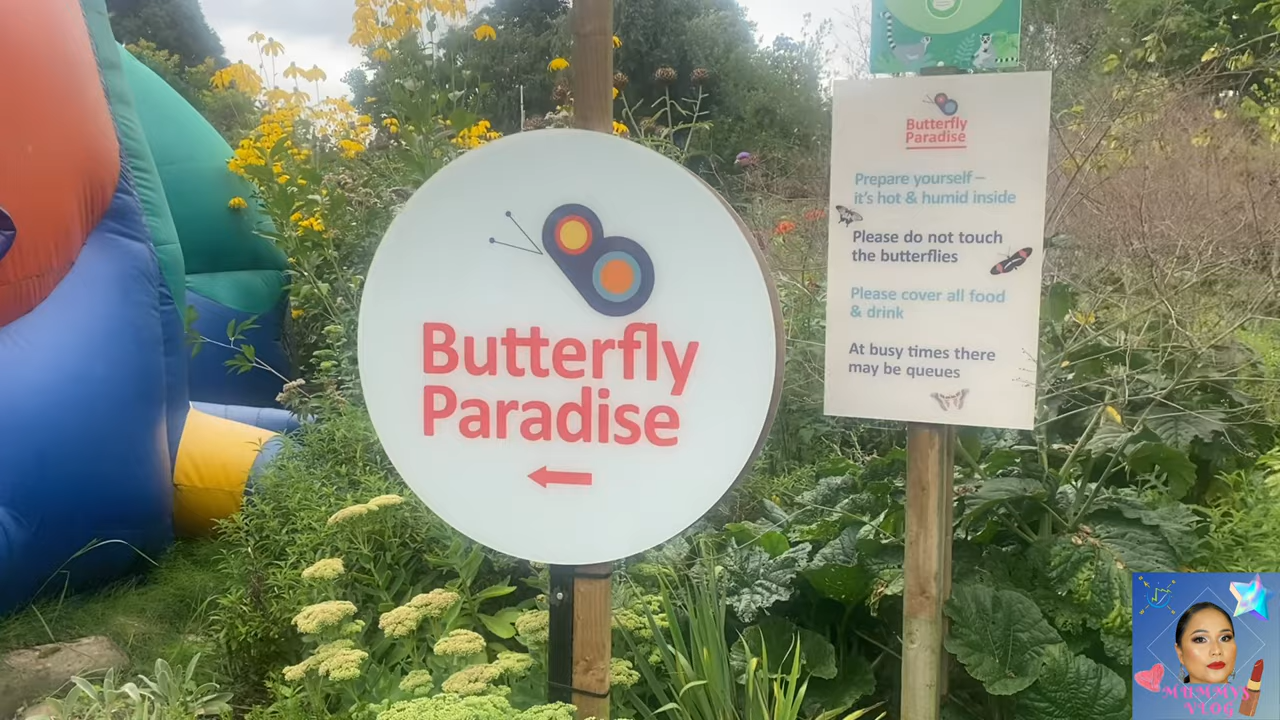 Butterfly
Paradise
Butterfly
Paradise
Prepare yourself –
it's hot & humid inside
Please do not touch
the butterflies
Please cover all food
& drink
At busy times there
may be queues
MUMMYS
VLOG